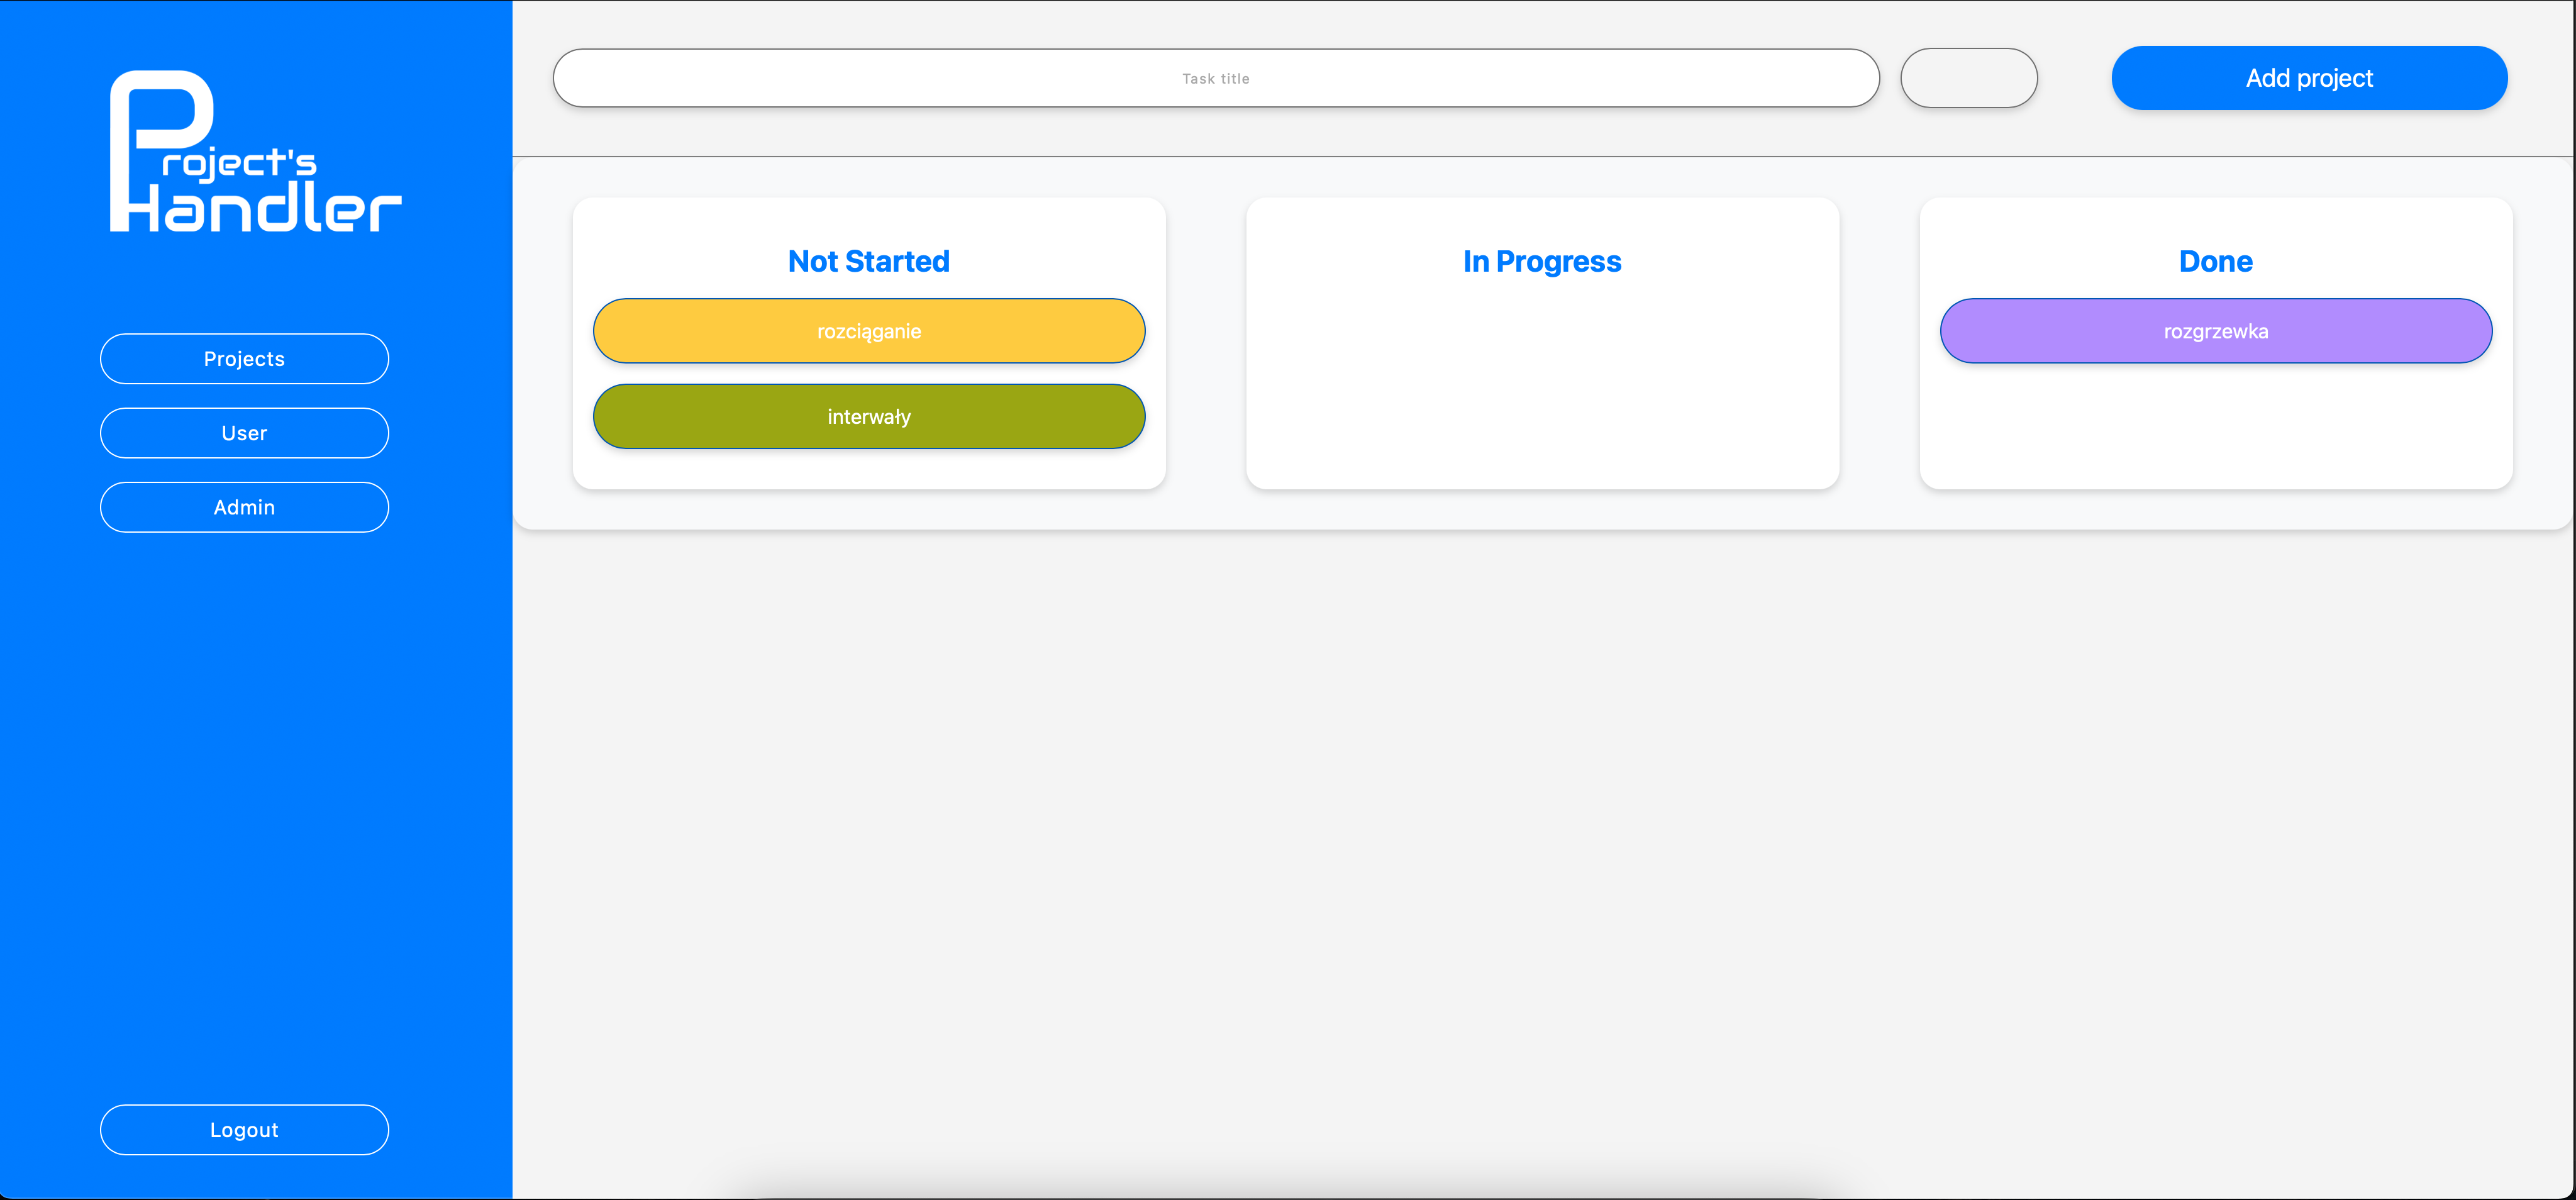 Project's
Handler
Projects
User
Admin
Logout
Task title
Add project
Not Started
rozciąganie
interwały
In Progress
Done
rozgrzewka